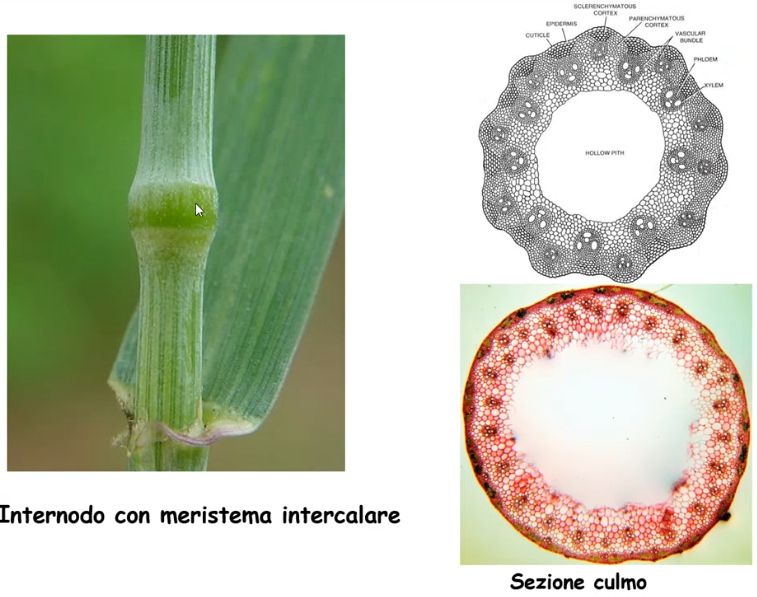 SCLERENCHYMATOUS
CORTEX
EPIDERMIS
PARENCHYMATOUS
CORTEX
CUTICLE
VASCULAR
BUNDLE
PHLOEM
XYLEM
HOLLOW PITH
Internodo con meristema intercalare
Sezione culmo